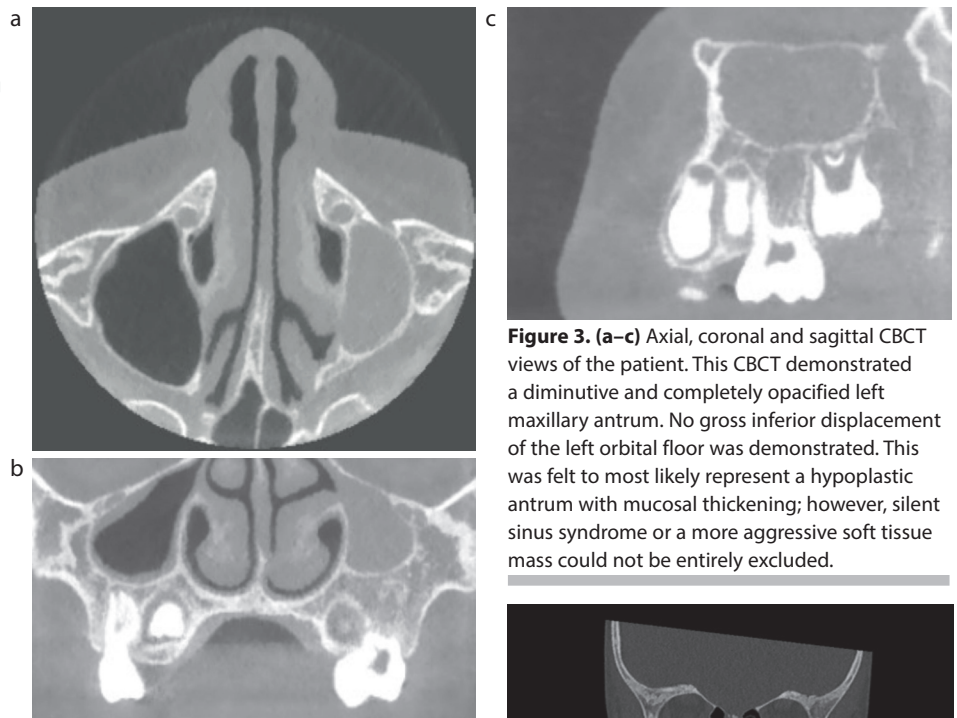 a
c
b
Figure 3. (a–c) Axial, coronal and sagittal CBCT
views of the patient. This CBCT demonstrated
a diminutive and completely opacified left
maxillary antrum. No gross inferior displacement
of the left orbital floor was demonstrated. This
was felt to most likely represent a hypoplastic
antrum with mucosal thickening; however, silent
sinus syndrome or a more aggressive soft tissue
mass could not be entirely excluded.